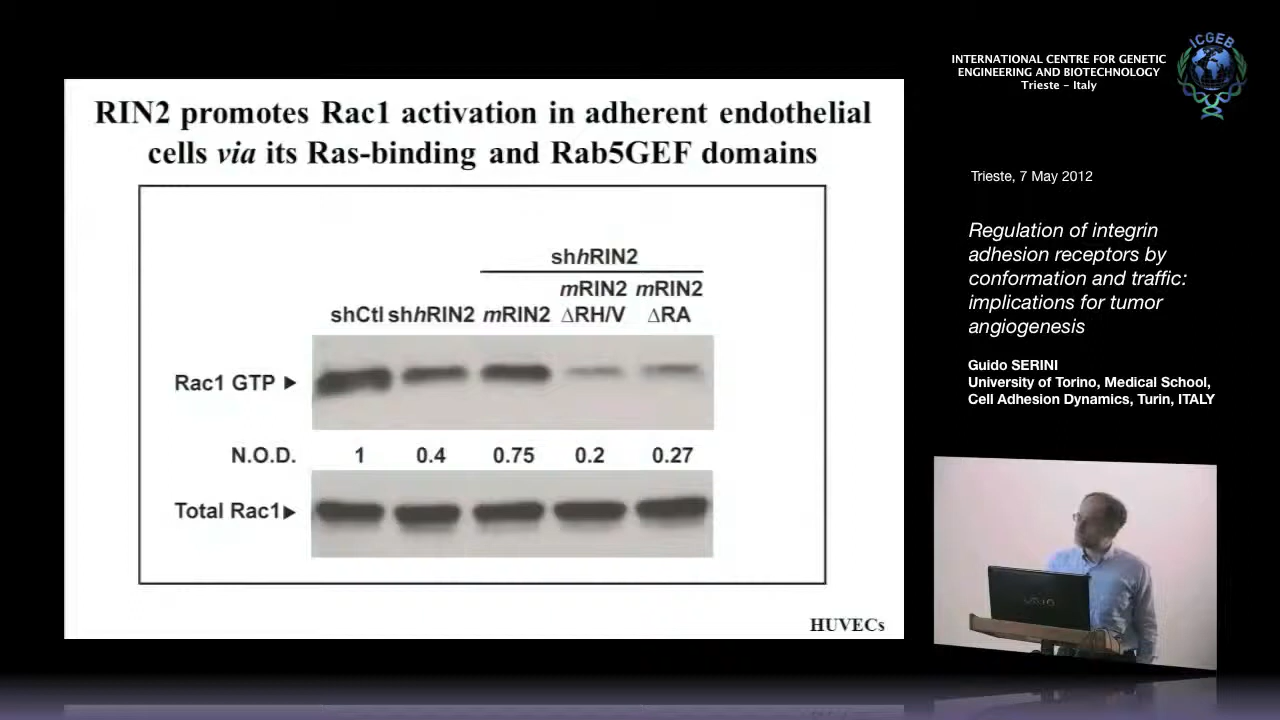 RIN2 promotes Rac1 activation in adherent endothelial
cells via its Ras-binding and Rab5GEF domains
shhRIN2
mRIN2 mRIN2
shCtl shhRIN2 mRIN2 ΔRH/V ΔRA
Rac1 GTP
N.O.D. 1 0.4 0.75 0.2 0.27
Total Rac1
HUVECs
INTERNATIONAL CENTRE FOR GENETIC
ENGINEERING AND BIOTECHNOLOGY
Trieste - Italy
ICGEB
Trieste, 7 May 2012
Regulation of integrin
adhesion receptors by
conformation and traffic:
implications for tumor
angiogenesis
Guido SERINI
University of Torino, Medical School,
Cell Adhesion Dynamics, Turin, ITALY